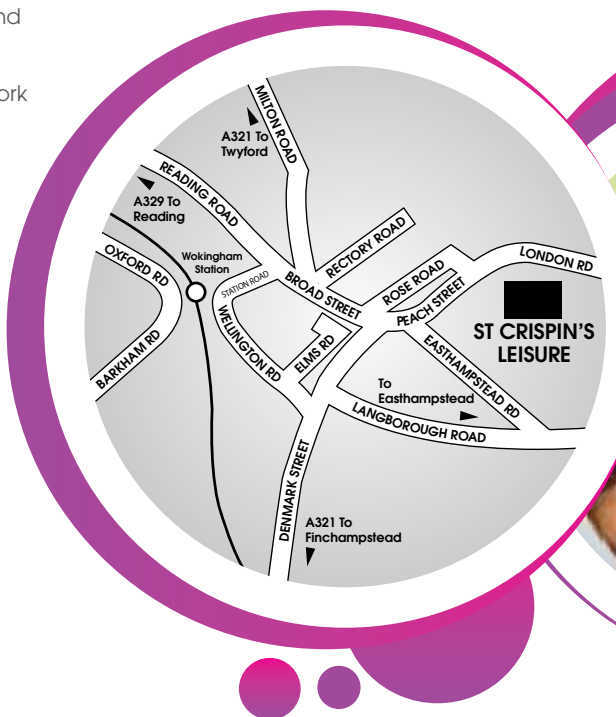 nd
ork
MILTON ROAD
A321 To
Twyford
READING ROAD
A329 To
Reading
OXFORD RD
Wokingham
Station
STATION ROAD
BROAD STREET
RECTORY ROAD
ROSE ROAD
PEACH STREET
LONDON RD
ST CRISPIN'S
LEISURE
BARKHAM RD
WELLINGTON RD
ELMS RD
EASTHAMPSTEAD RD
To
Easthampstead
LANGBOROUGH ROAD
DENMARK STREET
A321 To
Finchampstead